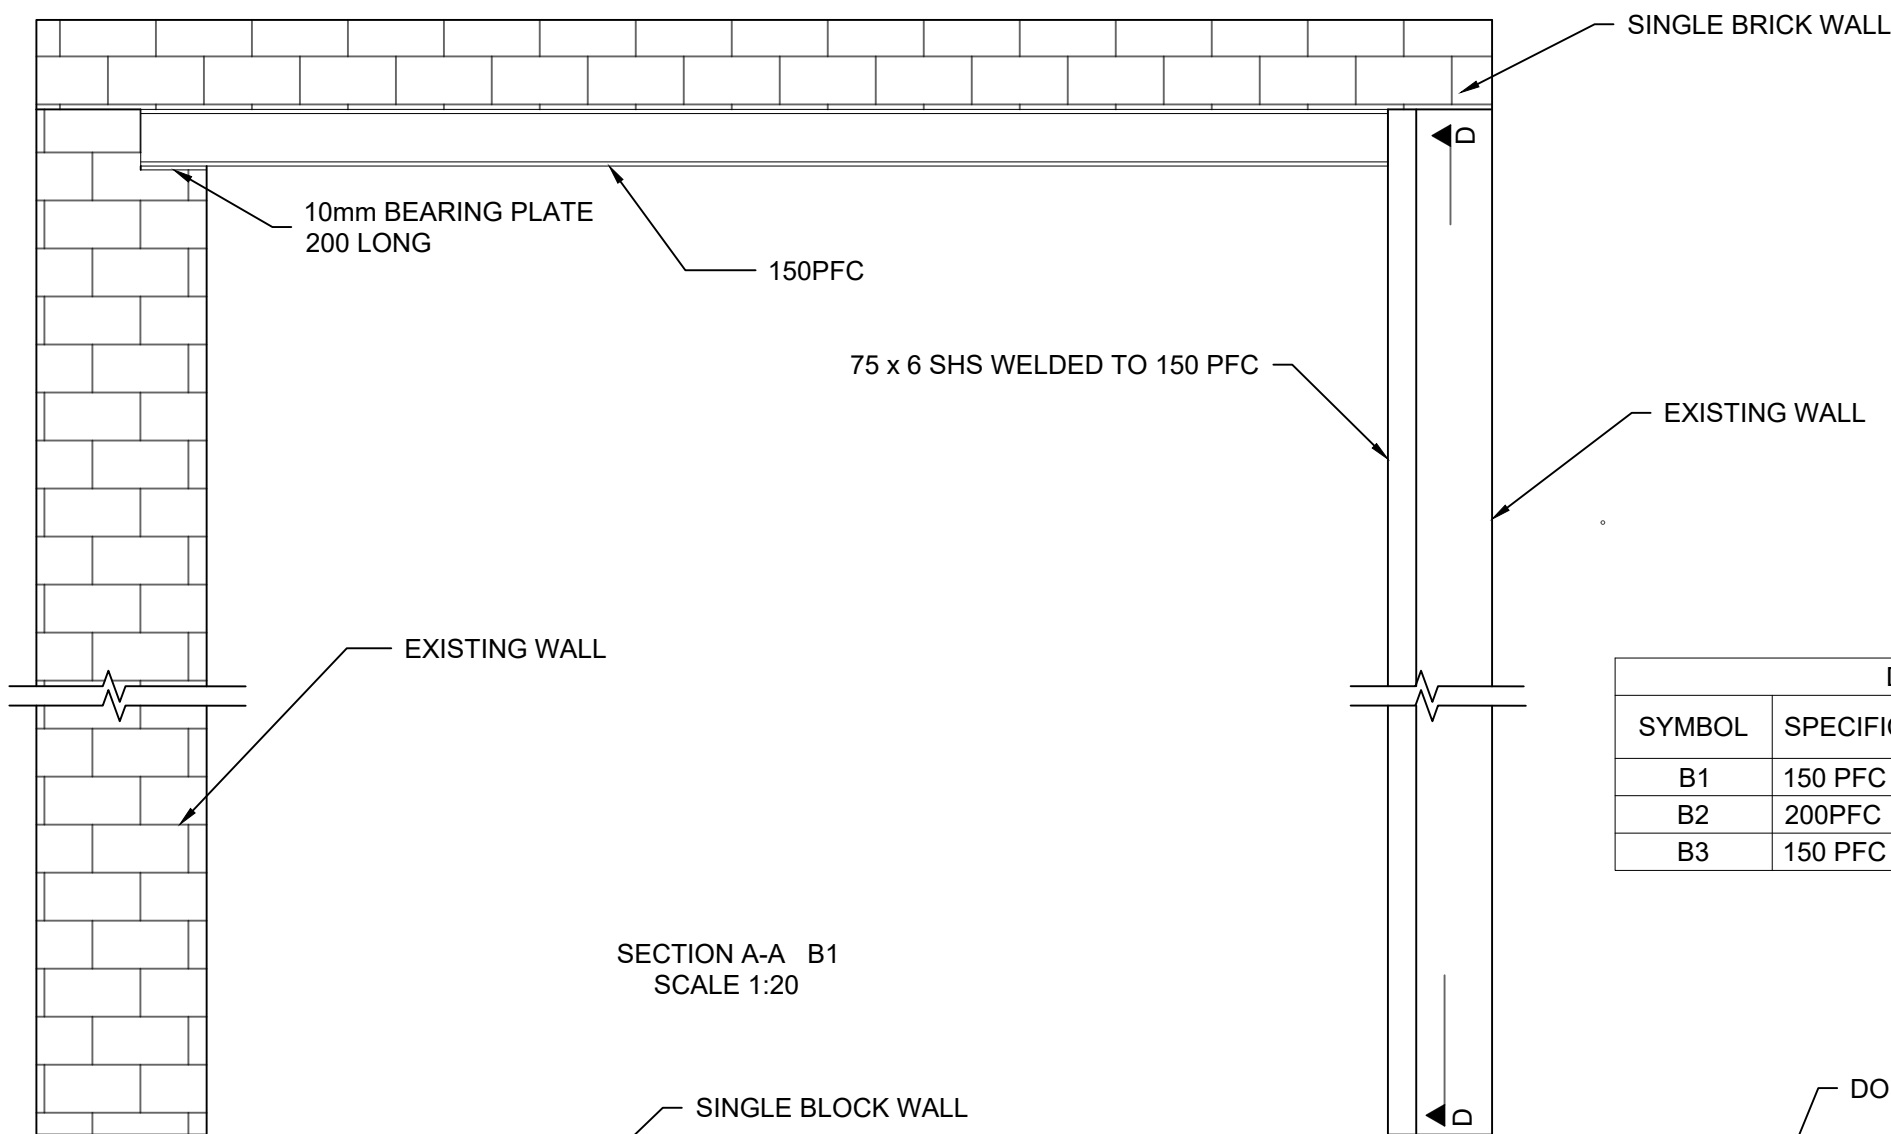 SINGLE BRICK WALL
D
10mm BEARING PLATE
200 LONG
150PFC
75 x 6 SHS WELDED TO 150 PFC
EXISTING WALL
EXISTING WALL
SYMBOL
B1 150 PFC
B2 200PFC
B3 150 PFC
SECTION A-A B1
SCALE 1:20
SINGLE BLOCK WALL
D